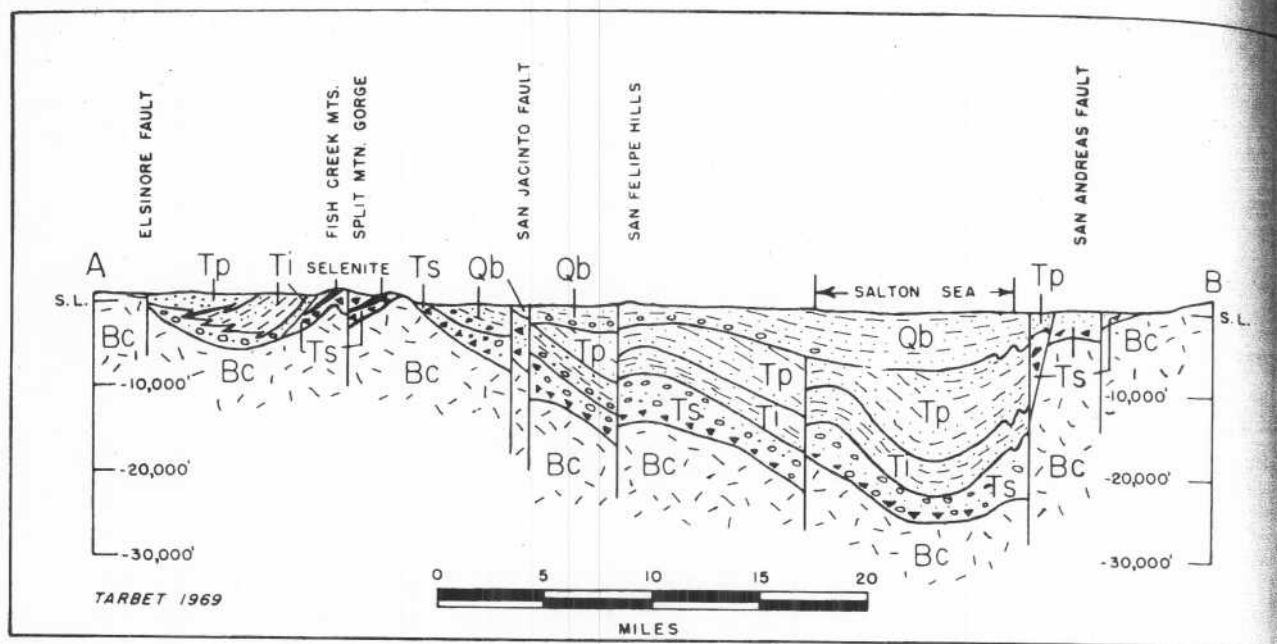 ELSINORE FAULT
FISH CREEK MTS.
SPLIT MTN. GORGE
SAN JACINTO FAULT
SAN FELIPE HILLS
SAN ANDREAS FAULT
A
Tp
Ti
SELENITE
Ts
Qb
Qb
SALTON SEA
Tp
B
S.L.
S.L.
Bc
Bc
Ts
Bc
Tp
Qb
Tp
Ts
Bc
-10,000'
Ts
Ti
-10,000'
Bc
Bc
Ti
Ts
Bc
-20,000'
-20,000'
Bc
-30,000'
-30,000'
TARBET 1969
0 5 10 15 20
MILES